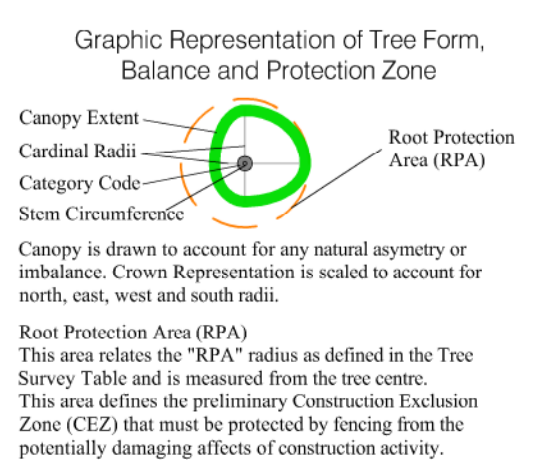 Graphic Representation of Tree Form,
Balance and Protection Zone
Canopy Extent
Cardinal Radii
Category Code
Stem Circumference
Root Protection
Area (RPA)
Canopy is drawn to account for any natural asymetry or
imbalance. Crown Representation is scaled to account for
north, east, west and south radii.
Root Protection Area (RPA)
This area relates the "RPA" radius as defined in the Tree
Survey Table and is measured from the tree centre.
This area defines the preliminary Construction Exclusion
Zone (CEZ) that must be protected by fencing from the
potentially damaging affects of construction activity.